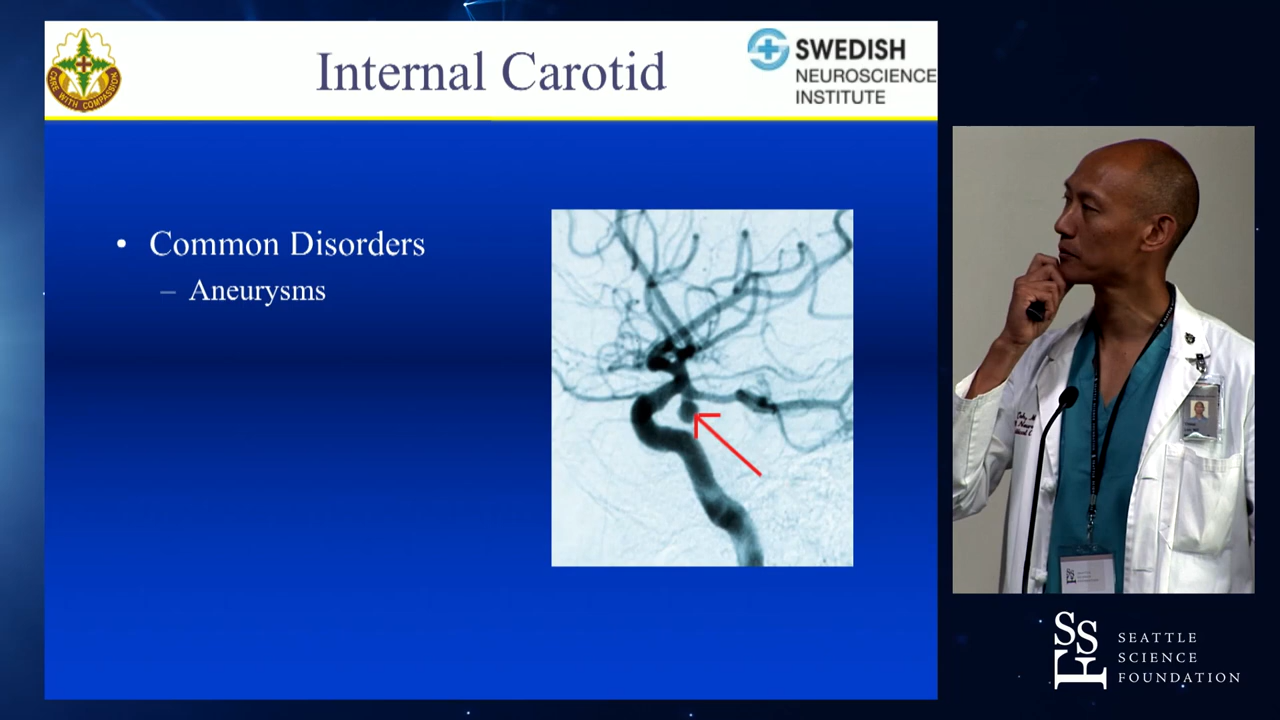 Internal Carotid
CARE WITH COMPASSION
SWEDISH
NEUROSCIENCE
INSTITUTE
• Common Disorders
– Aneurysms
SSF
SEATTLE
SCIENCE
FOUNDATION